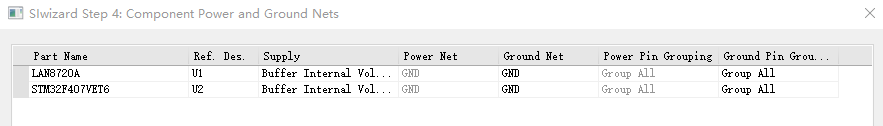 SIwizard Step 4: Component Power and Ground Nets
Part Name Ref. Des. Supply Power Net Ground Net Power Pin Grouping Ground Pin Grou...
LAN8720A U1 Buffer Internal Vol... GND GND Group All Group All
STM32F407VET6 U2 Buffer Internal Vol... GND GND Group All Group All